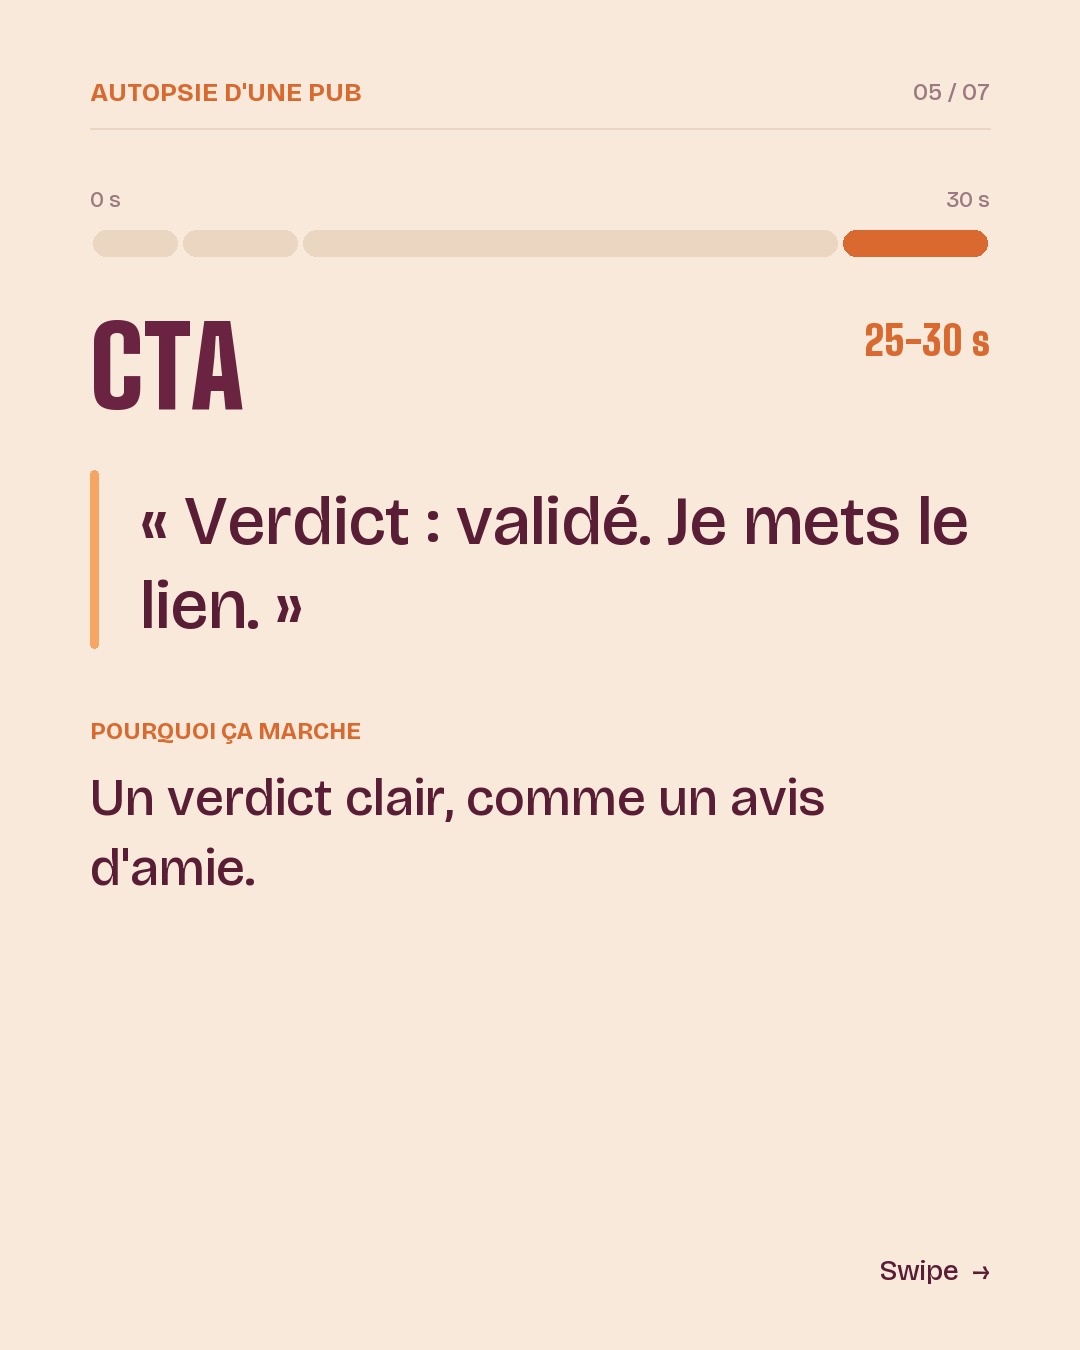 AUTOPSIE D'UNE PUB
05 / 07
0 s
30 s
CTA
25–30 s
« Verdict : validé. Je mets le
lien. »
POURQUOI ÇA MARCHE
Un verdict clair, comme un avis
d'amie.
Swipe →